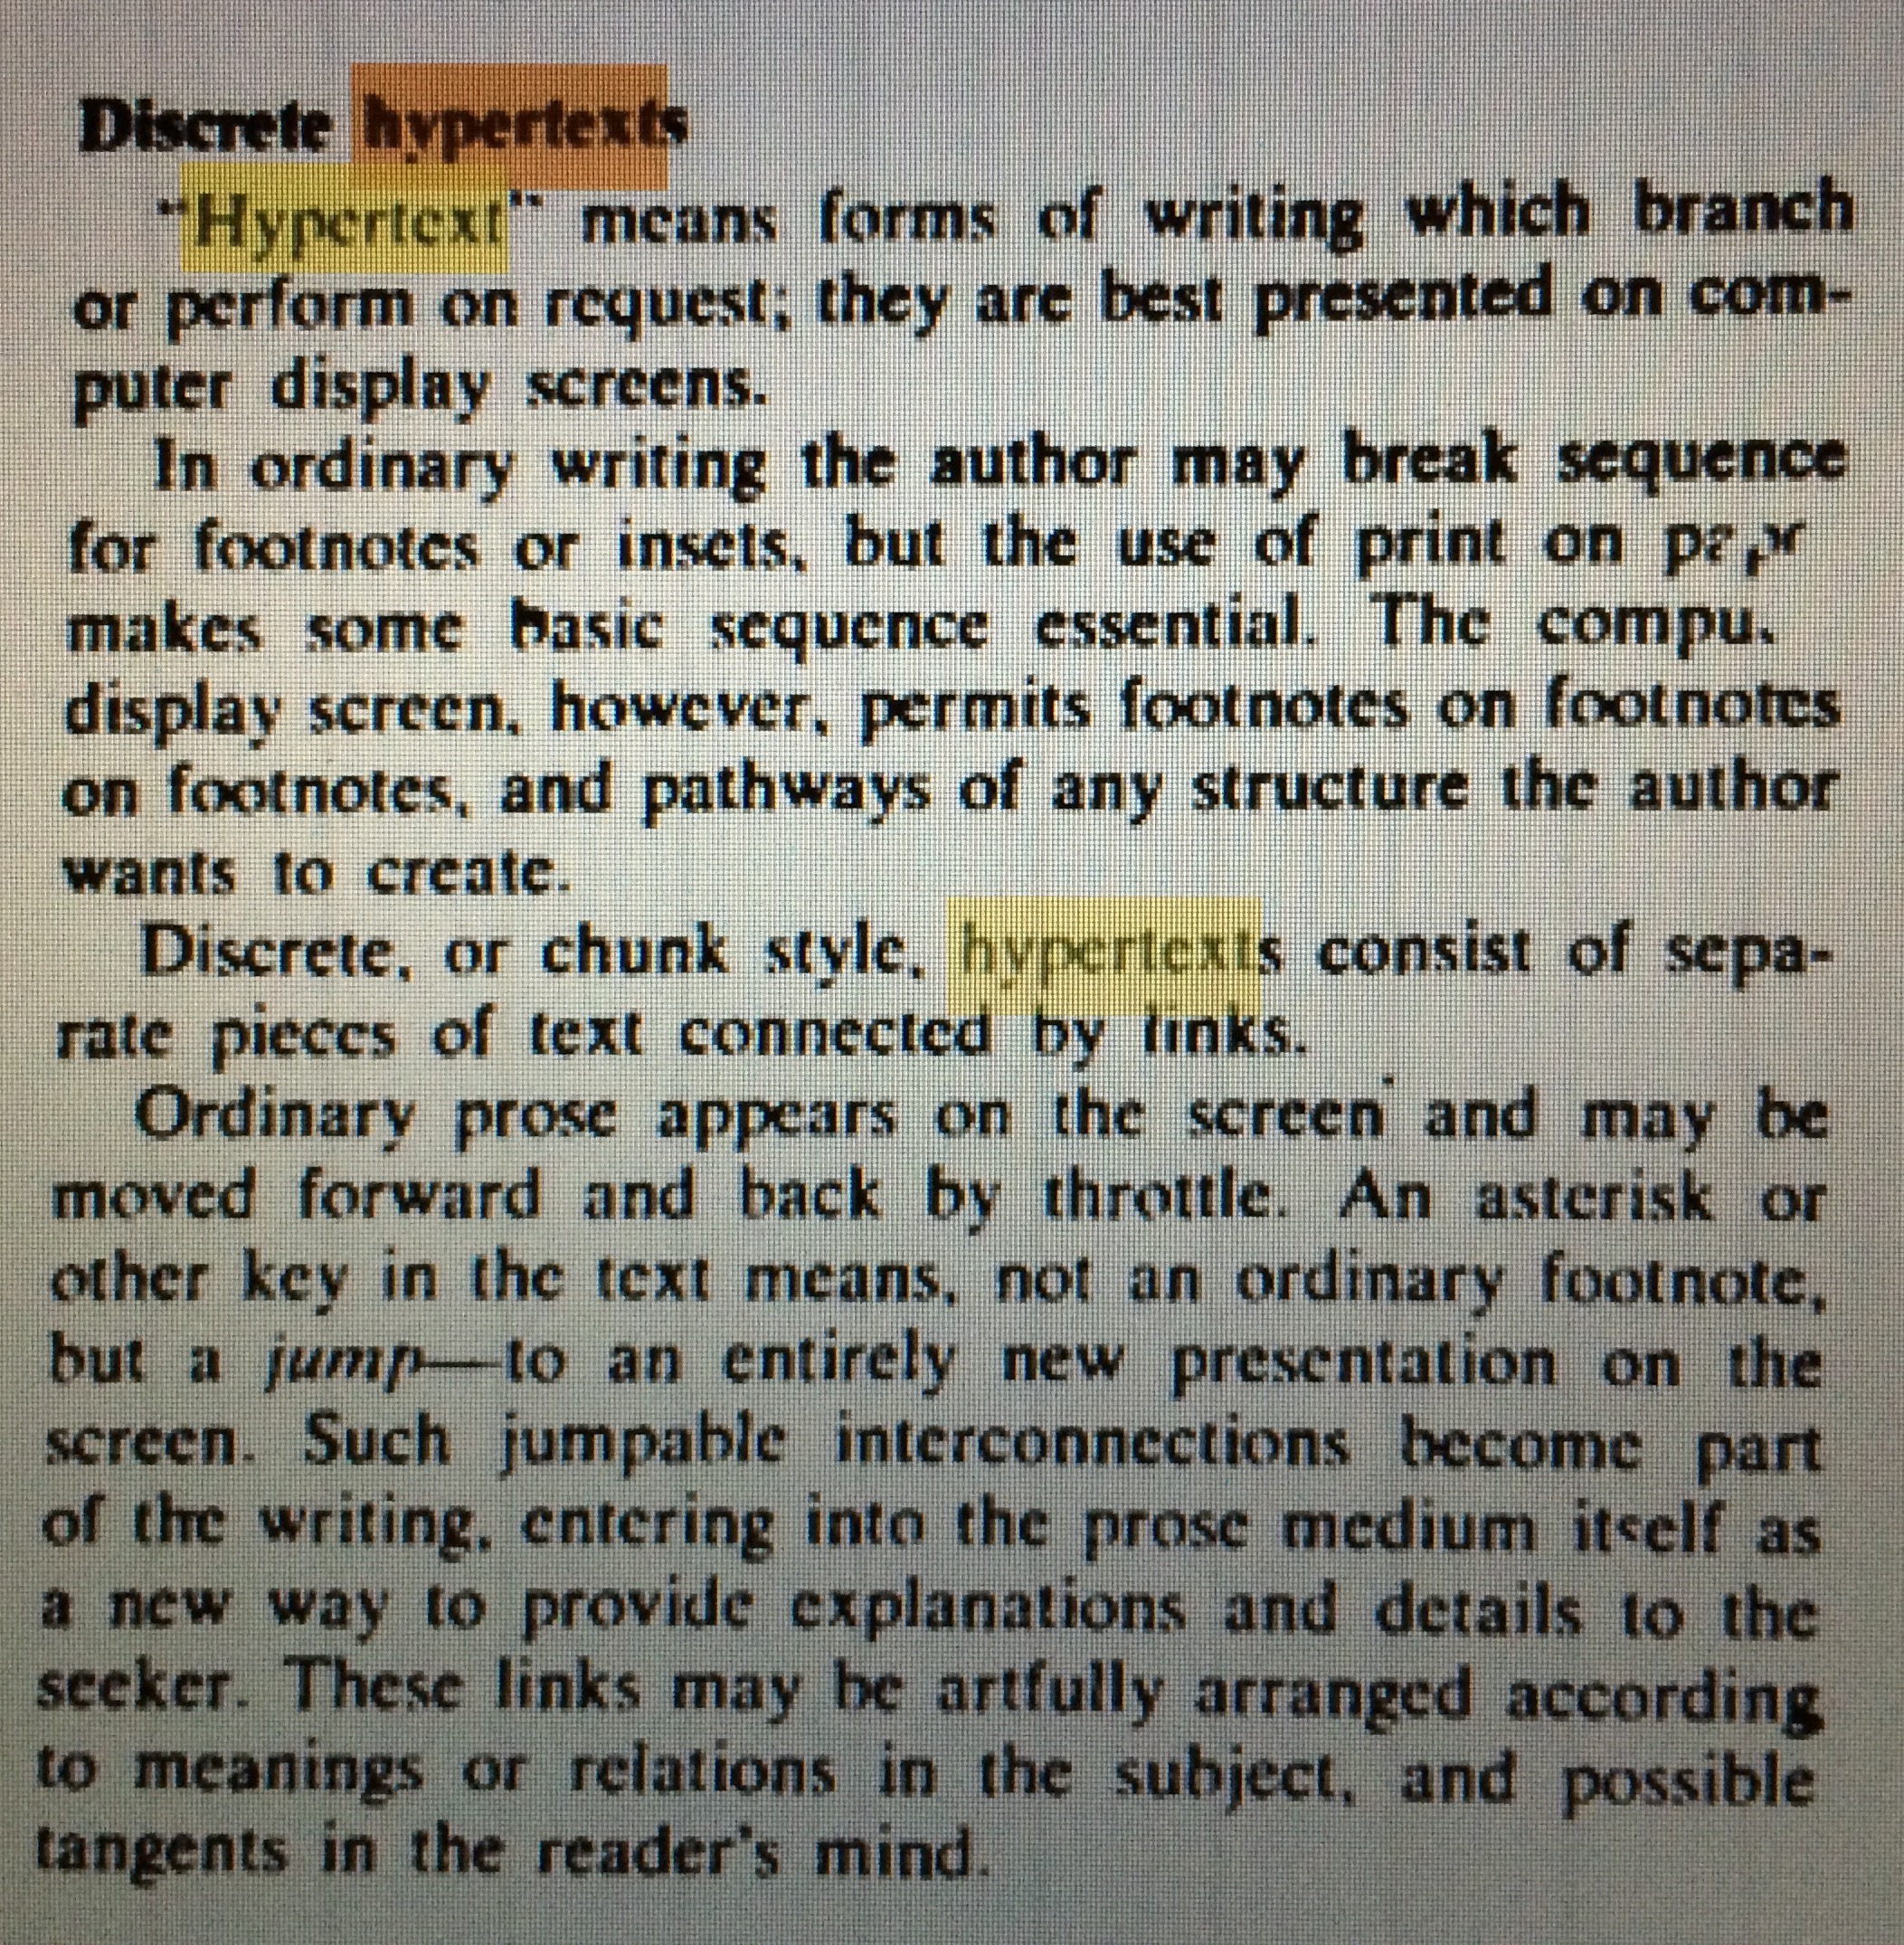 Discrete hypertexts
"Hypertext" means forms of writing which branch
or perform on request; they are best presented on com-
puter display screens.
In ordinary writing the author may break sequence
for footnotes or insets, but the use of print on
makes some basic sequence essential. The compu.
display screen, however, permits footnotes on footnotes
on footnotes, and pathways of any structure the author
wants to create.
Discrete, or chunk style, hypertexts consist of sepa-
rate pieces of text connected by links.
Ordinary prose appears on the screen and may be
moved forward and back by throttle. An asterisk or
other key in the text means, not an ordinary footnote,
but a jump—to an entirely new presentation on the
screen. Such jumpable interconnections become part
of the writing, entering into the prose medium itself as
a new way to provide explanations and details to the
seeker. These links may be artfully arranged according
to meanings or relations in the subject, and possible
tangents in the reader's mind.